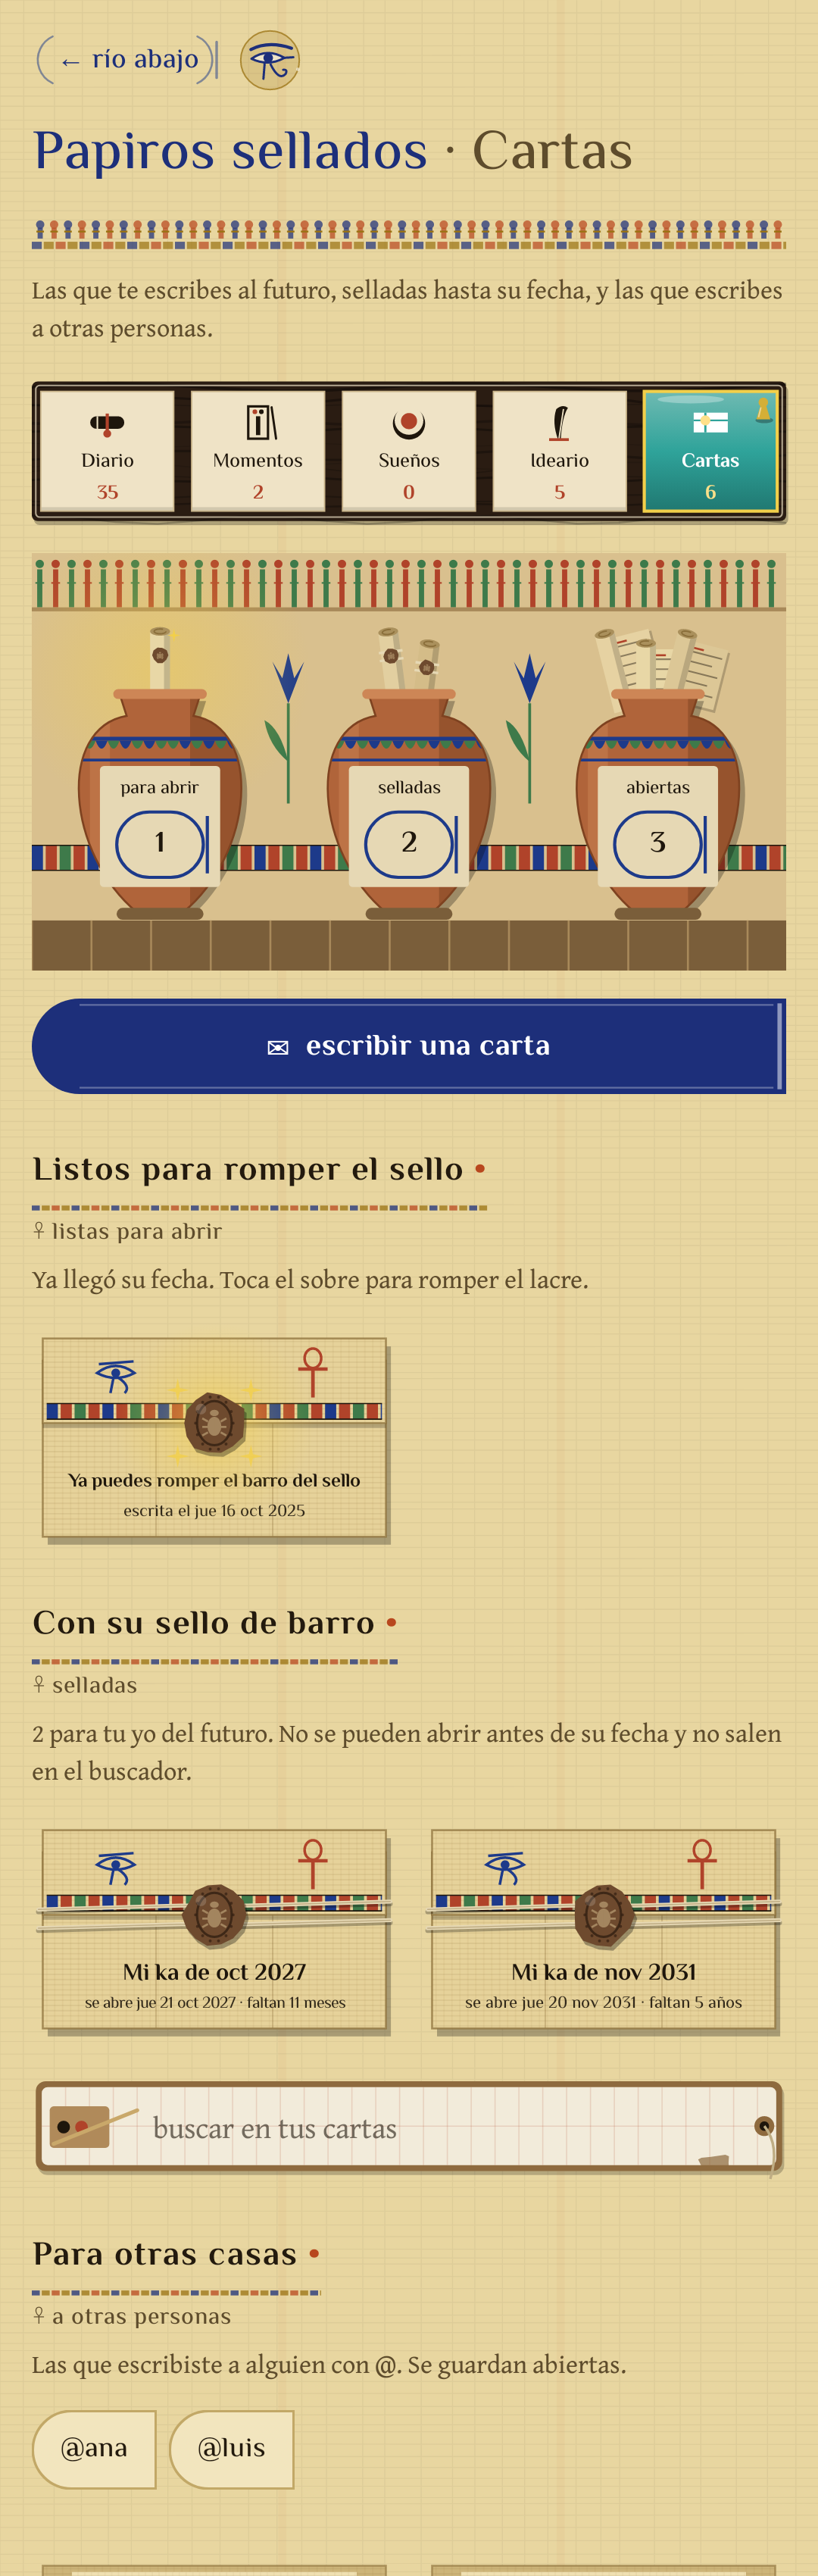 ← río abajo
Papiros sellados · Cartas
Las que te escribes al futuro, selladas hasta su fecha, y las que escribes
a otras personas.
Diario
35
Momentos
2
Sueños
0
Ideario
5
Cartas
6
para abrir
1
selladas
2
abiertas
3
✉ escribir una carta
Listos para romper el sello •
listas para abrir
Ya llegó su fecha. Toca el sobre para romper el lacre.
Ya puedes romper el barro del sello
escrita el jue 16 oct 2025
Con su sello de barro •
selladas
2 para tu yo del futuro. No se pueden abrir antes de su fecha y no salen
en el buscador.
Mi ka de oct 2027
se abre jue 21 oct 2027 · faltan 11 meses
Mi ka de nov 2031
se abre jue 20 nov 2031 · faltan 5 años
buscar en tus cartas
Para otras casas •
a otras personas
Las que escribiste a alguien con @. Se guardan abiertas.
@ana
@luis